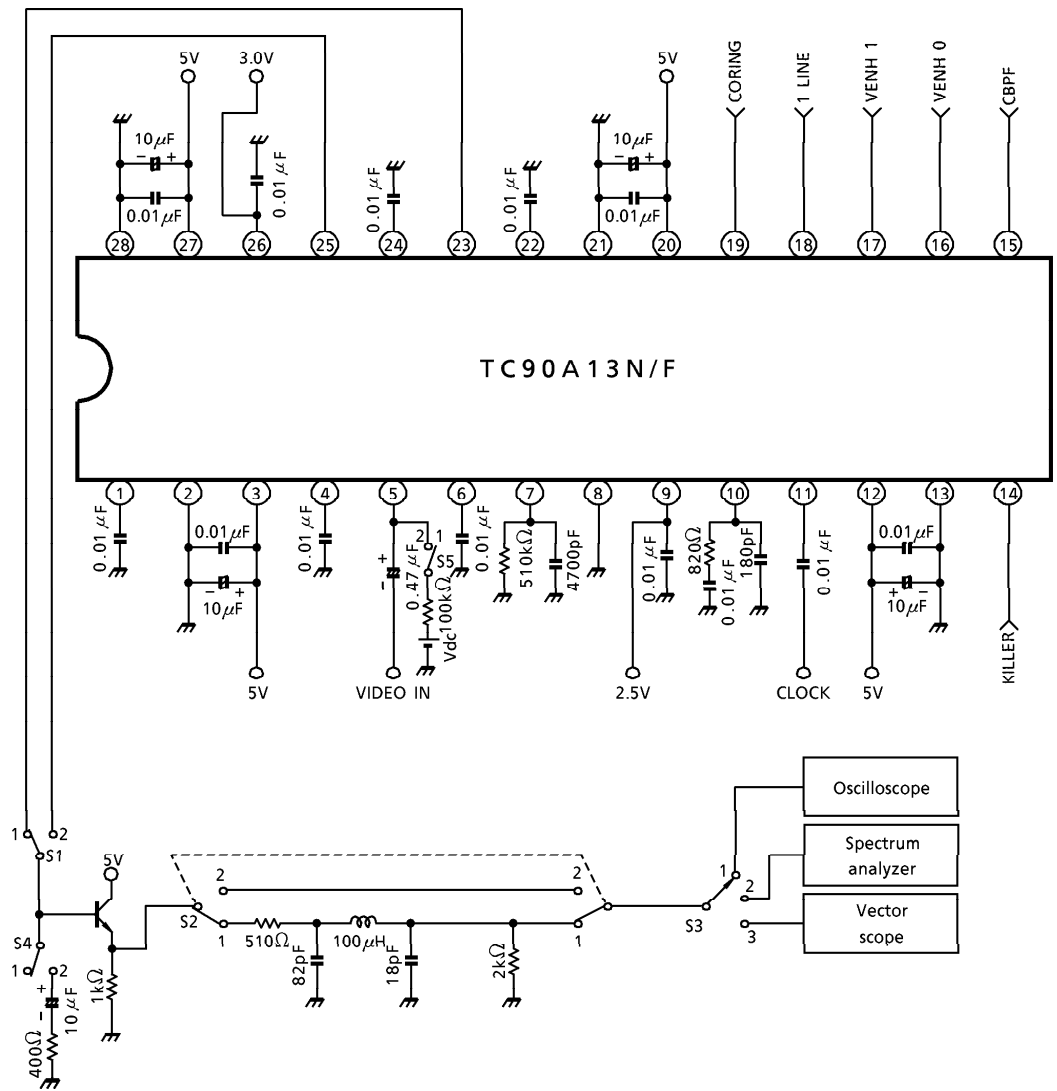 5V
3.0V
5V
CORING
1 LINE
VENH 1
VENH 0
CBPF
10μF
− +
0.01μF
0.01 μF
0.01 μF
0.01 μF
10μF
− +
0.01μF
28
27
26
25
24
23
22
21
20
19
18
17
16
15
TC90A13N/F
1
2
3
4
5
6
7
8
9
10
11
12
13
14
0.01 μF
0.01μF
− +
10μF
5V
0.01 μF
+
−
0.47 μF
VIDEO IN
2 1
S5
100kΩ
Vdc
0.01 μF
510kΩ
4700pF
0.01 μF
2.5V
820Ω
0.01 μF
180pF
0.01 μF
CLOCK
0.01μF
+ −
10μF
5V
KILLER
Oscilloscope
Spectrum
analyzer
Vector
scope
1 2
S1
5V
S4
1 2
+
−
10 μF
400Ω
1kΩ
2
S2
1
510Ω
82pF
100μH
18pF
2kΩ
2
1
S3
1
2
3